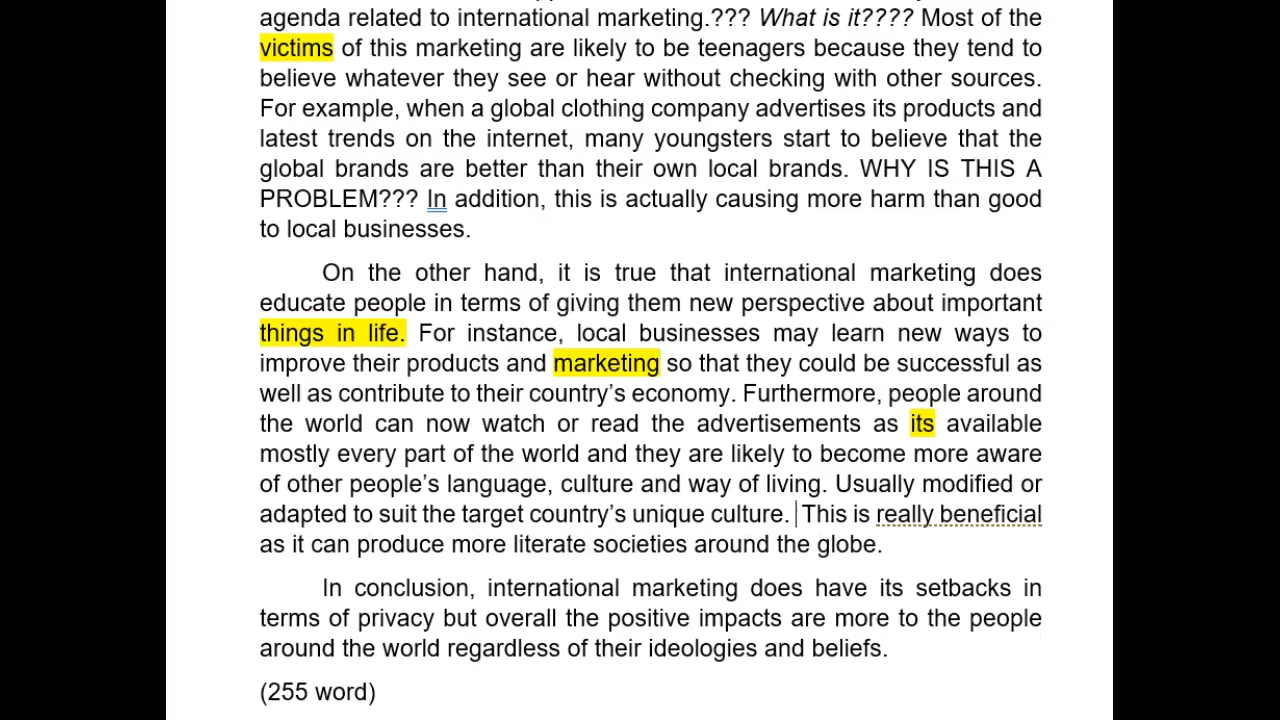 agenda related to international marketing.??? What is it???? Most of the
victims of this marketing are likely to be teenagers because they tend to
believe whatever they see or hear without checking with other sources.
For example, when a global clothing company advertises its products and
latest trends on the internet, many youngsters start to believe that the
global brands are better than their own local brands. WHY IS THIS A
PROBLEM??? In addition, this is actually causing more harm than good
to local businesses.
On the other hand, it is true that international marketing does
educate people in terms of giving them new perspective about important
things in life. For instance, local businesses may learn new ways to
improve their products and marketing so that they could be successful as
well as contribute to their country’s economy. Furthermore, people around
the world can now watch or read the advertisements as its available
mostly every part of the world and they are likely to become more aware
of other people’s language, culture and way of living. Usually modified or
adapted to suit the target country’s unique culture. This is really beneficial
as it can produce more literate societies around the globe.
In conclusion, international marketing does have its setbacks in
terms of privacy but overall the positive impacts are more to the people
around the world regardless of their ideologies and beliefs.
(255 word)